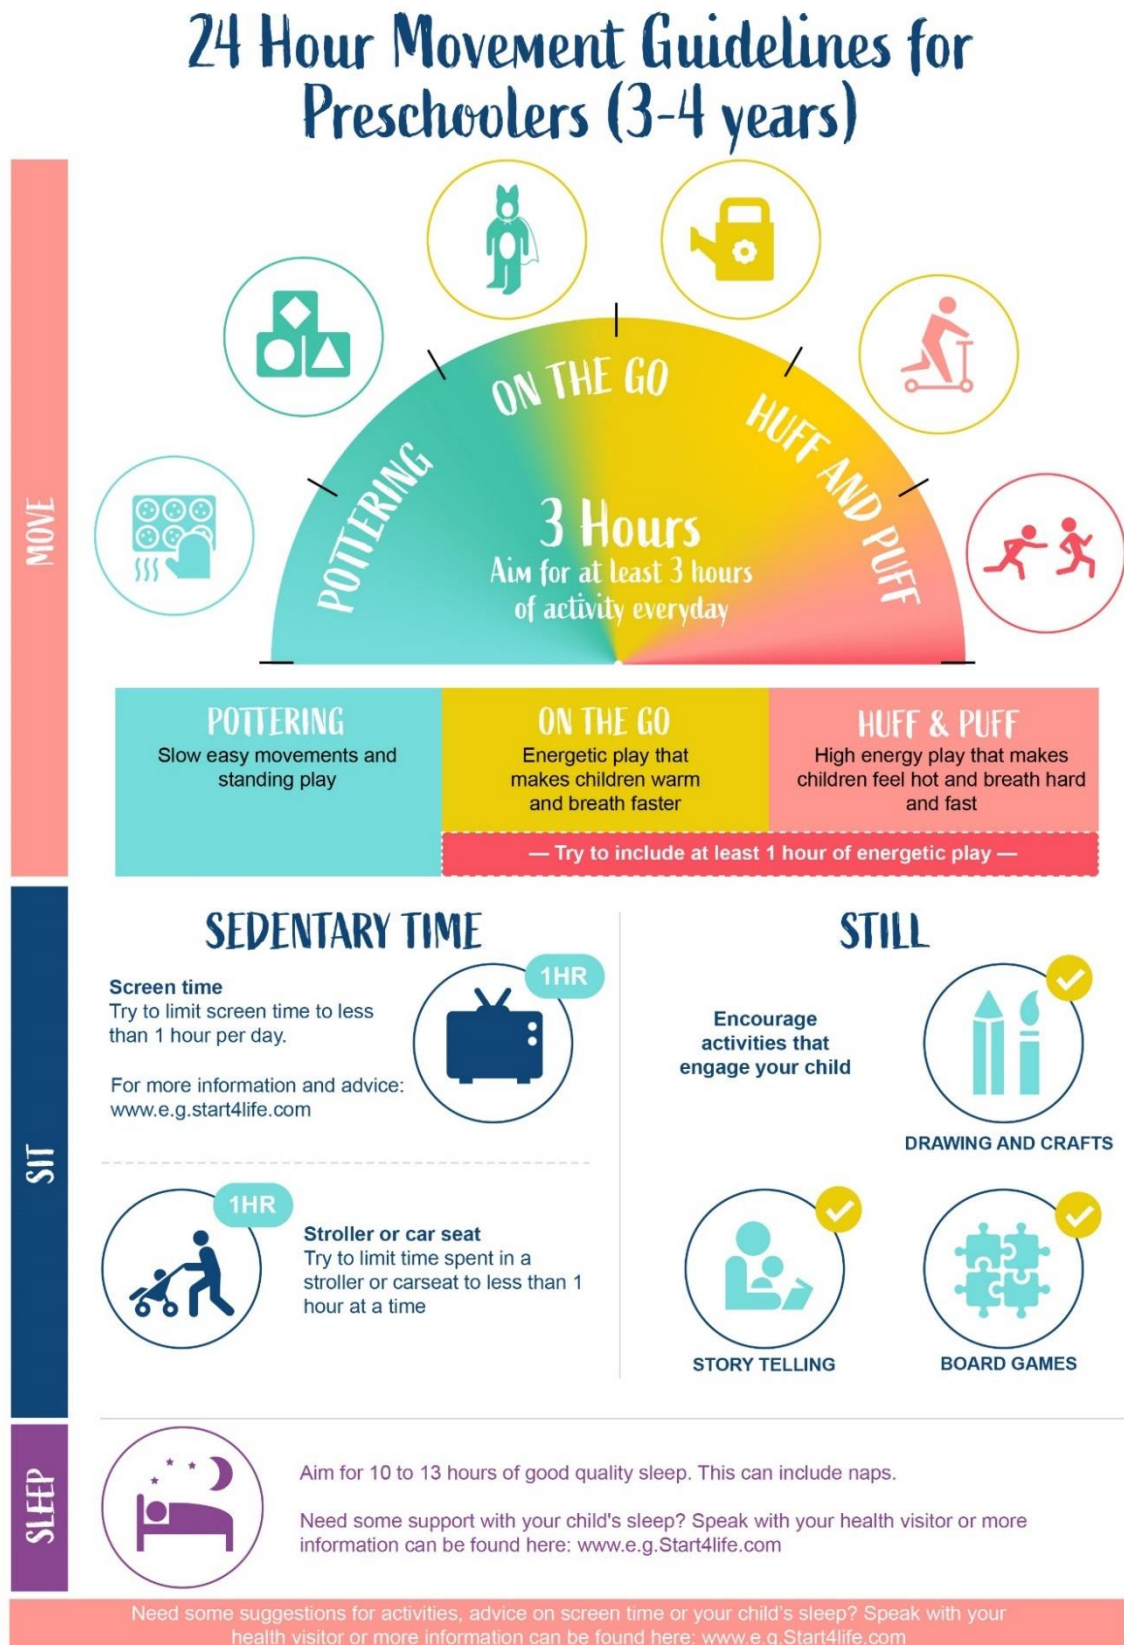 24 Hour Movement Guidelines for
Preschoolers (3-4 years)
MOVE
POTTERING
ON THE GO
HUFF AND PUFF
3 Hours
Aim for at least 3 hours
of activity everyday
POTTERING
Slow easy movements and
standing play
ON THE GO
Energetic play that
makes children warm
and breath faster
HUFF & PUFF
High energy play that makes
children feel hot and breath hard
and fast
— Try to include at least 1 hour of energetic play —
SIT
SEDENTARY TIME
Screen time
Try to limit screen time to less
than 1 hour per day.
For more information and advice:
www.e.g.start4life.com
1HR
1HR
Stroller or car seat
Try to limit time spent in a
stroller or carseat to less than 1
hour at a time
STILL
Encourage
activities that
engage your child
DRAWING AND CRAFTS
STORY TELLING
BOARD GAMES
SLEEP
Aim for 10 to 13 hours of good quality sleep. This can include naps.
Need some support with your child's sleep? Speak with your health visitor or more
information can be found here: www.e.g.Start4life.com
Need some suggestions for activities, advice on screen time or your child's sleep? Speak with your
health visitor or more information can be found here: www.e.g.Start4life.com